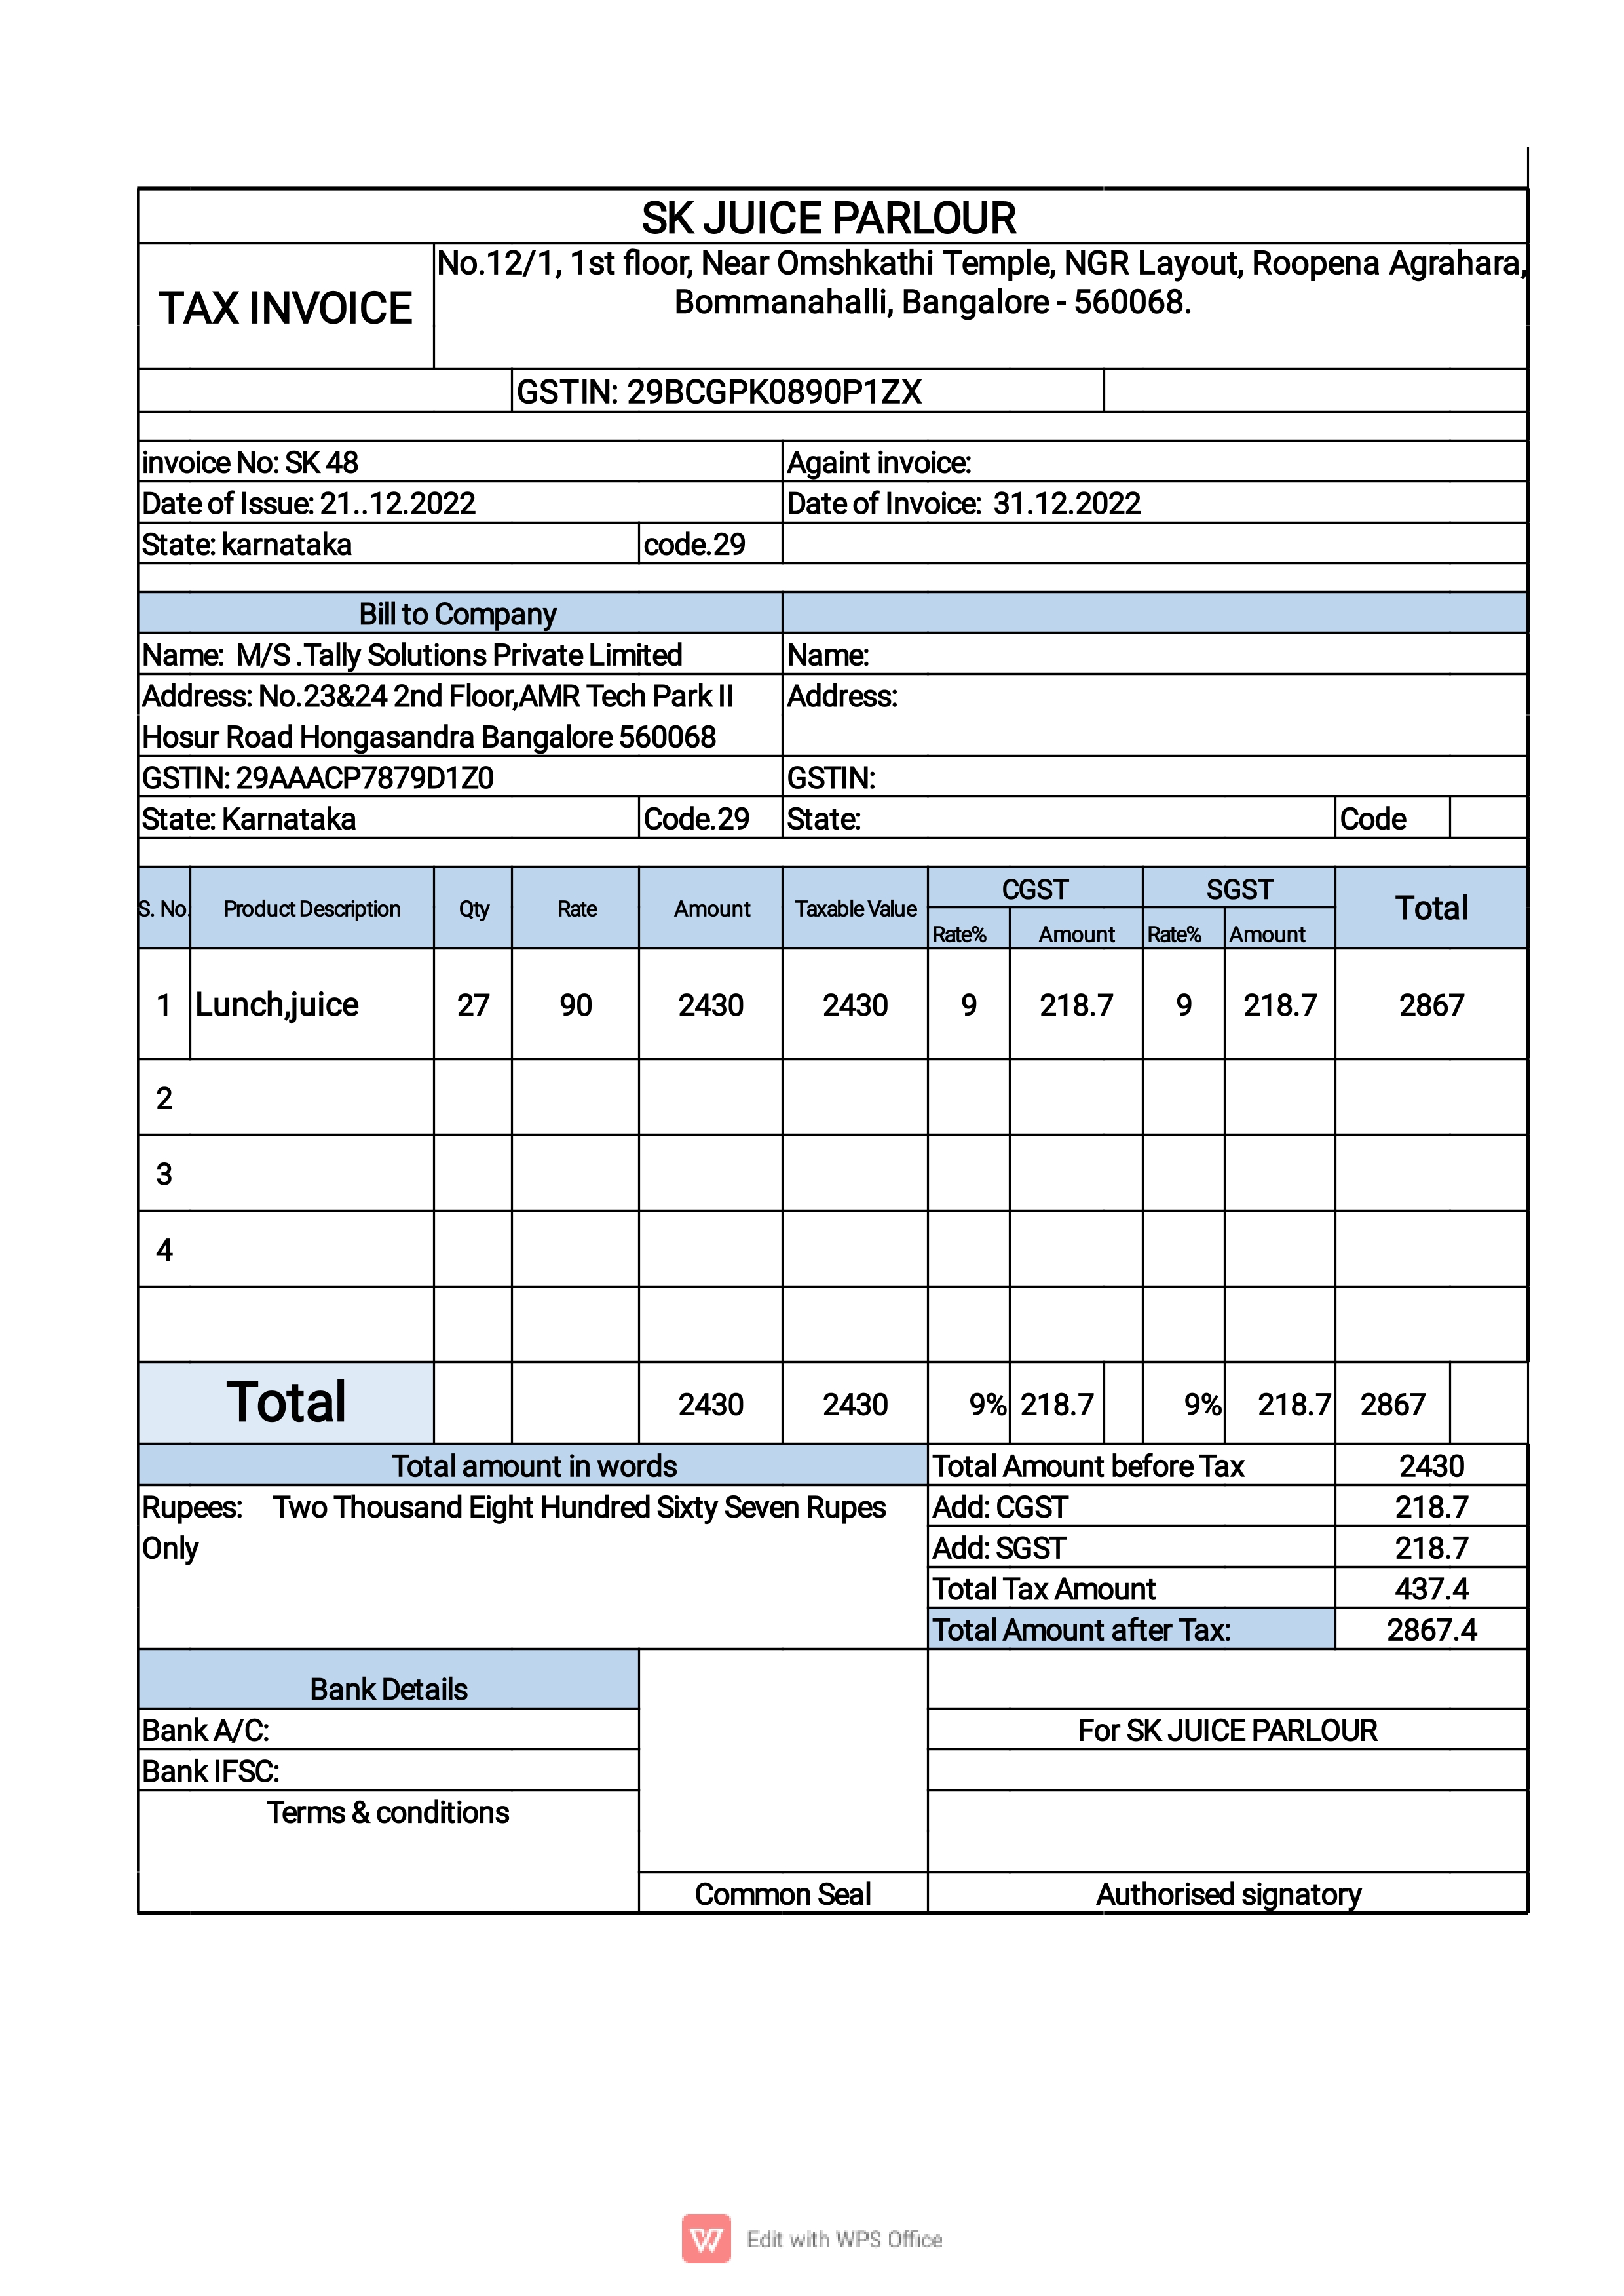 SK JUICE PARLOUR
TAX INVOICE
No.12/1, 1st floor, Near Omshkathi Temple, NGR Layout, Roopena Agrahara,
Bommanahalli, Bangalore - 560068.
GSTIN: 29BCGPK0890P1ZX
invoice No: SK 48 Againt invoice:
Date of Issue: 21..12.2022 Date of Invoice: 31.12.2022
State: karnataka code.29
Bill to Company
Name: M/S .Tally Solutions Private Limited Name:
Address: No.23&24 2nd Floor,AMR Tech Park II Address:
Hosur Road Hongasandra Bangalore 560068
GSTIN: 29AAACP7879D1Z0 GSTIN:
State: Karnataka Code.29 State: Code
S. No. Product Description Qty Rate Amount Taxable Value CGST SGST Total
Rate% Amount Rate% Amount
1 Lunch,juice 27 90 2430 2430 9 218.7 9 218.7 2867
2
3
4
Total 2430 2430 9% 218.7 9% 218.7 2867
Total amount in words Total Amount before Tax 2430
Rupees: Two Thousand Eight Hundred Sixty Seven Rupes Add: CGST 218.7
Only Add: SGST 218.7
Total Tax Amount 437.4
Total Amount after Tax: 2867.4
Bank Details
Bank A/C: For SK JUICE PARLOUR
Bank IFSC:
Terms & conditions
Common Seal Authorised signatory
Edit with WPS Office